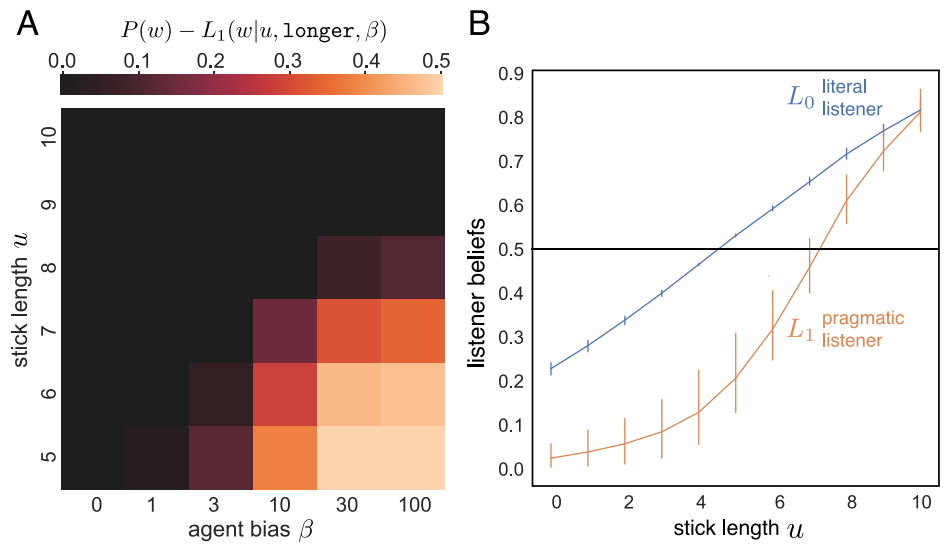 A
P(w) − L₁(w|u, longer, β)
0.0 0.1 0.2 0.3 0.4 0.5
10
9
8
7
6
5
stick length u
0 1 3 10 30 100
agent bias β
B
0.9
0.8
0.7
0.6
0.5
0.4
0.3
0.2
0.1
0.0
listener beliefs
L₀ literal
listener
L₁ pragmatic
listener
0 2 4 6 8 10
stick length u